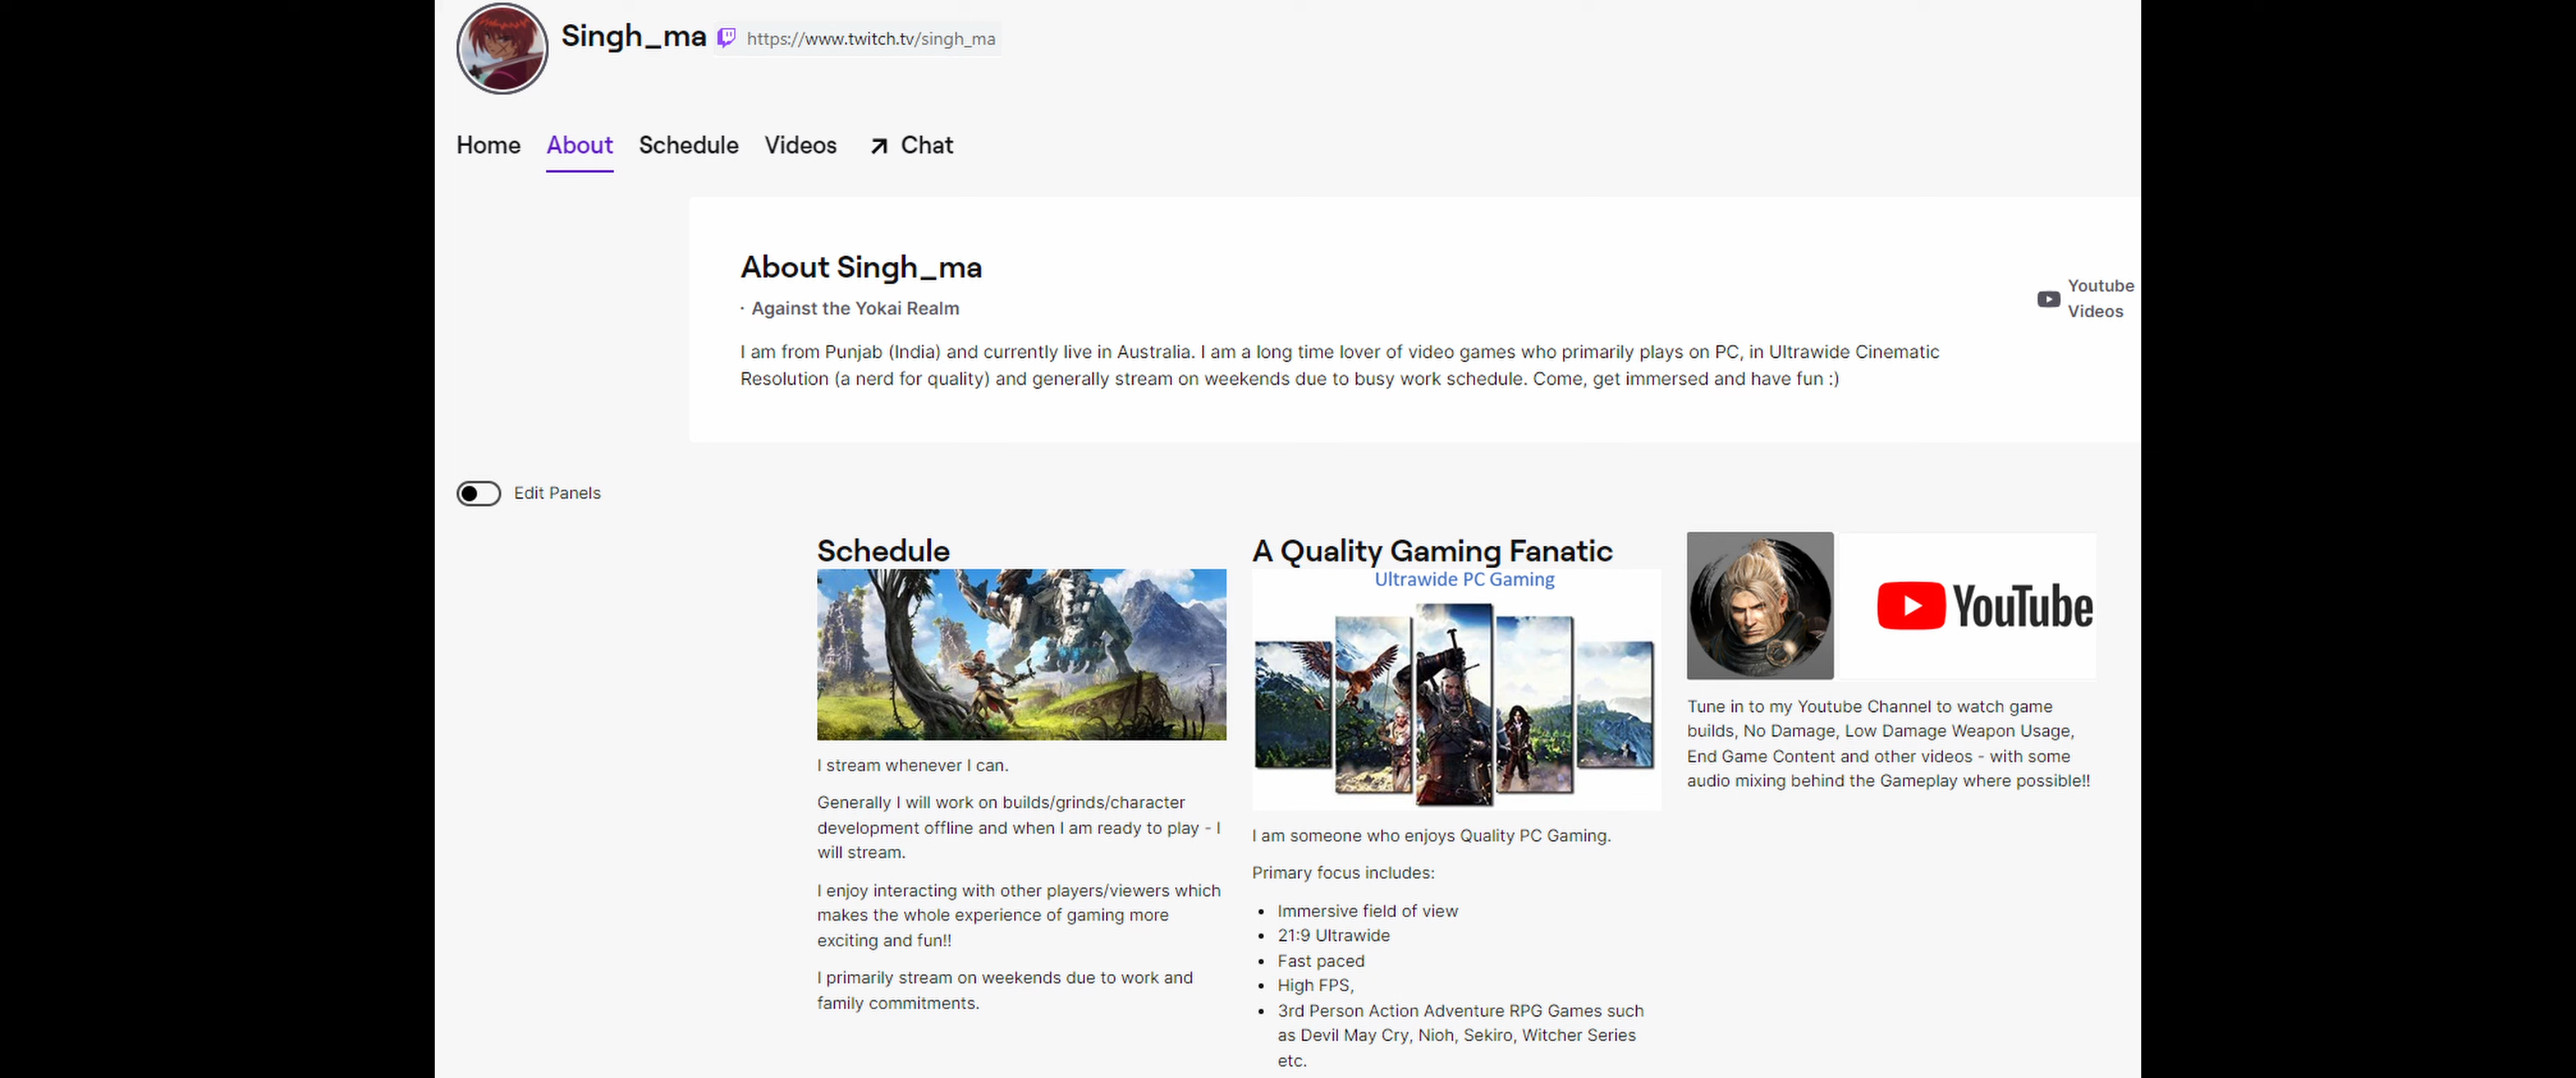 Singh_ma https://www.twitch.tv/singh_ma
Home About Schedule Videos Chat
About Singh_ma
· Against the Yokai Realm
Youtube
Videos
I am from Punjab (India) and currently live in Australia. I am a long time lover of video games who primarily plays on PC, in Ultrawide Cinematic
Resolution (a nerd for quality) and generally stream on weekends due to busy work schedule. Come, get immersed and have fun :)
Edit Panels
Schedule
I stream whenever I can.
Generally I will work on builds/grinds/character
development offline and when I am ready to play - I
will stream.
I enjoy interacting with other players/viewers which
makes the whole experience of gaming more
exciting and fun!!
I primarily stream on weekends due to work and
family commitments.
A Quality Gaming Fanatic
Ultrawide PC Gaming
I am someone who enjoys Quality PC Gaming.
Primary focus includes:
• Immersive field of view
• 21:9 Ultrawide
• Fast paced
• High FPS,
• 3rd Person Action Adventure RPG Games such
as Devil May Cry, Nioh, Sekiro, Witcher Series
etc.
YouTube
Tune in to my Youtube Channel to watch game
builds, No Damage, Low Damage Weapon Usage,
End Game Content and other videos - with some
audio mixing behind the Gameplay where possible!!